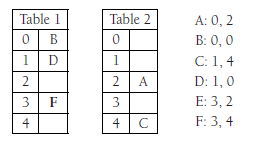 Table 1 Table 2 A: 0, 2
0 B 0 B: 0, 0
1 D 1 C: 1, 4
2 2 A D: 1, 0
3 F 3 E: 3, 2
4 4 C F: 3, 4